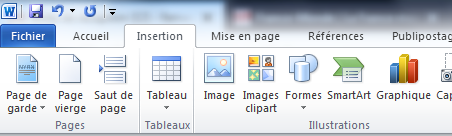 W
Fichier Accueil Insertion Mise en page Références Publipostag
Page de garde Page vierge Saut de page Tableau Image Images clipart Formes SmartArt Graphique Cap
Pages Tableaux Illustrations